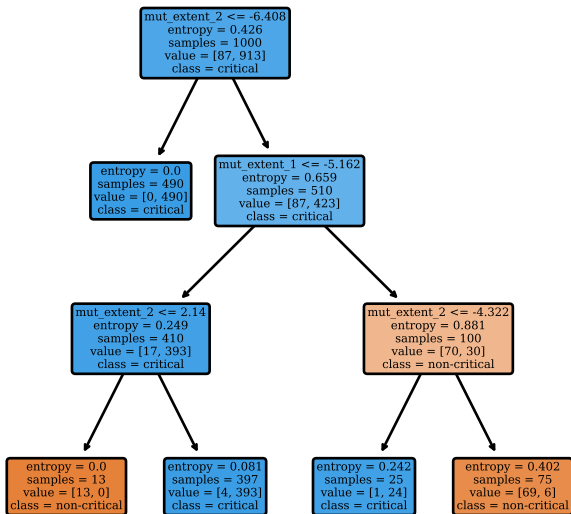 mut_extent_2 <= -6.408
entropy = 0.426
samples = 1000
value = [87, 913]
class = critical
entropy = 0.0
samples = 490
value = [0, 490]
class = critical
mut_extent_1 <= -5.162
entropy = 0.659
samples = 510
value = [87, 423]
class = critical
mut_extent_2 <= 2.14
entropy = 0.249
samples = 410
value = [17, 393]
class = critical
mut_extent_2 <= -4.322
entropy = 0.881
samples = 100
value = [70, 30]
class = non-critical
entropy = 0.0
samples = 13
value = [13, 0]
class = non-critical
entropy = 0.081
samples = 397
value = [4, 393]
class = critical
entropy = 0.242
samples = 25
value = [1, 24]
class = critical
entropy = 0.402
samples = 75
value = [69, 6]
class = non-critical